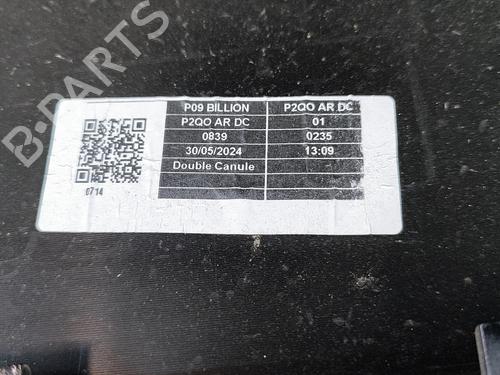 B-PARTS
P09 BILLION P2QO AR DC
P2QO AR DC 01
0839 0235
30/05/2024 13:09
Double Canule
0714